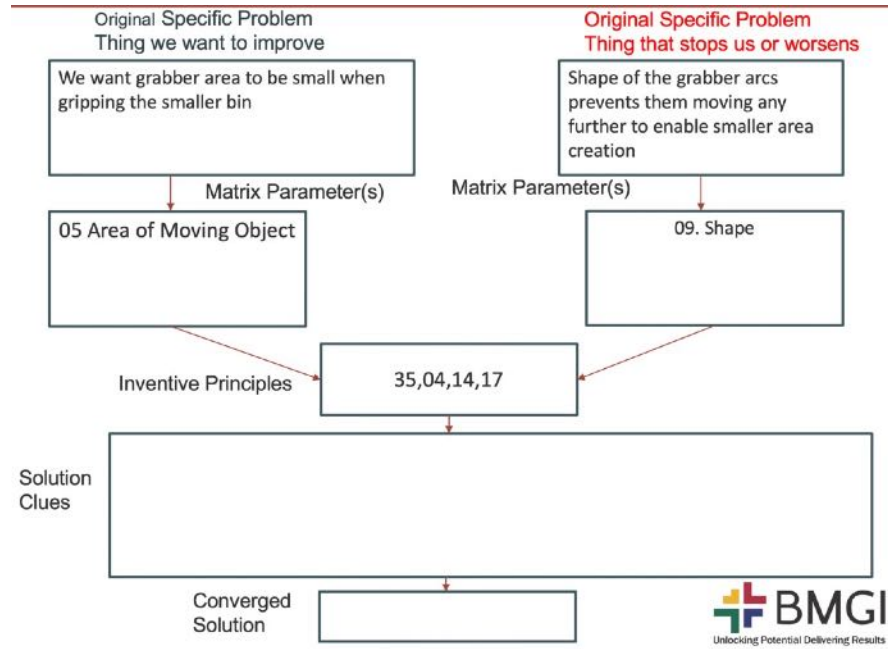 Original Specific Problem
Thing we want to improve
Original Specific Problem
Thing that stops us or worsens
We want grabber area to be small when
gripping the smaller bin
Shape of the grabber arcs
prevents them moving any
further to enable smaller area
creation
Matrix Parameter(s)
Matrix Parameter(s)
05 Area of Moving Object
09. Shape
Inventive Principles
35,04,14,17
Solution
Clues
Converged
Solution
BMGI
Unlocking Potential Delivering Results